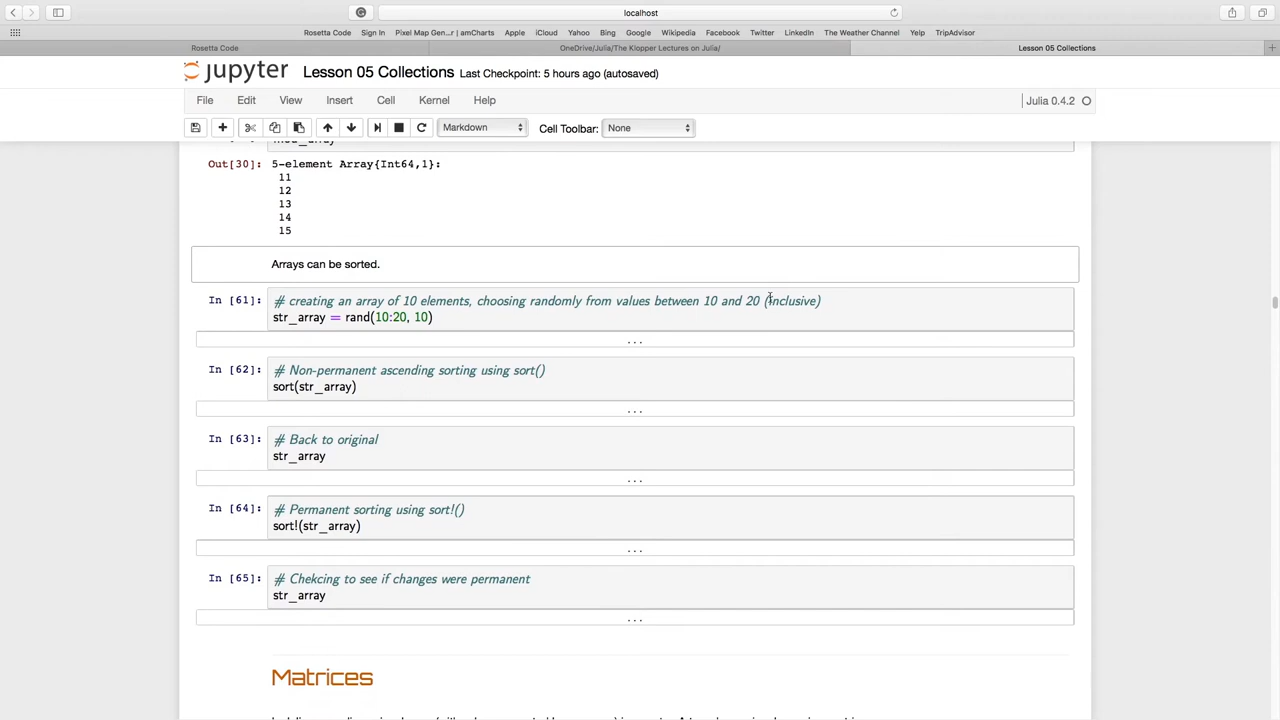 localhost
Rosetta Code Sign In Pixel Map Gen...r | amCharts Apple iCloud Yahoo Bing Google Wikipedia Facebook Twitter LinkedIn The Weather Channel Yelp TripAdvisor
Rosetta Code OneDrive/Julia/The Klopper Lectures on Julia/ Lesson 05 Collections
jupyter Lesson 05 Collections Last Checkpoint: 5 hours ago (autosaved)
File Edit View Insert Cell Kernel Help Julia 0.4.2
Markdown Cell Toolbar: None
Out[30]: 5-element Array{Int64,1}:
11
12
13
14
15
Arrays can be sorted.
In [61]: # creating an array of 10 elements, choosing randomly from values between 10 and 20 (inclusive)
str_array = rand(10:20, 10)
...
In [62]: # Non-permanent ascending sorting using sort()
sort(str_array)
...
In [63]: # Back to original
str_array
...
In [64]: # Permanent sorting using sort!()
sort!(str_array)
...
In [65]: # Chekcing to see if changes were permanent
str_array
...
Matrices